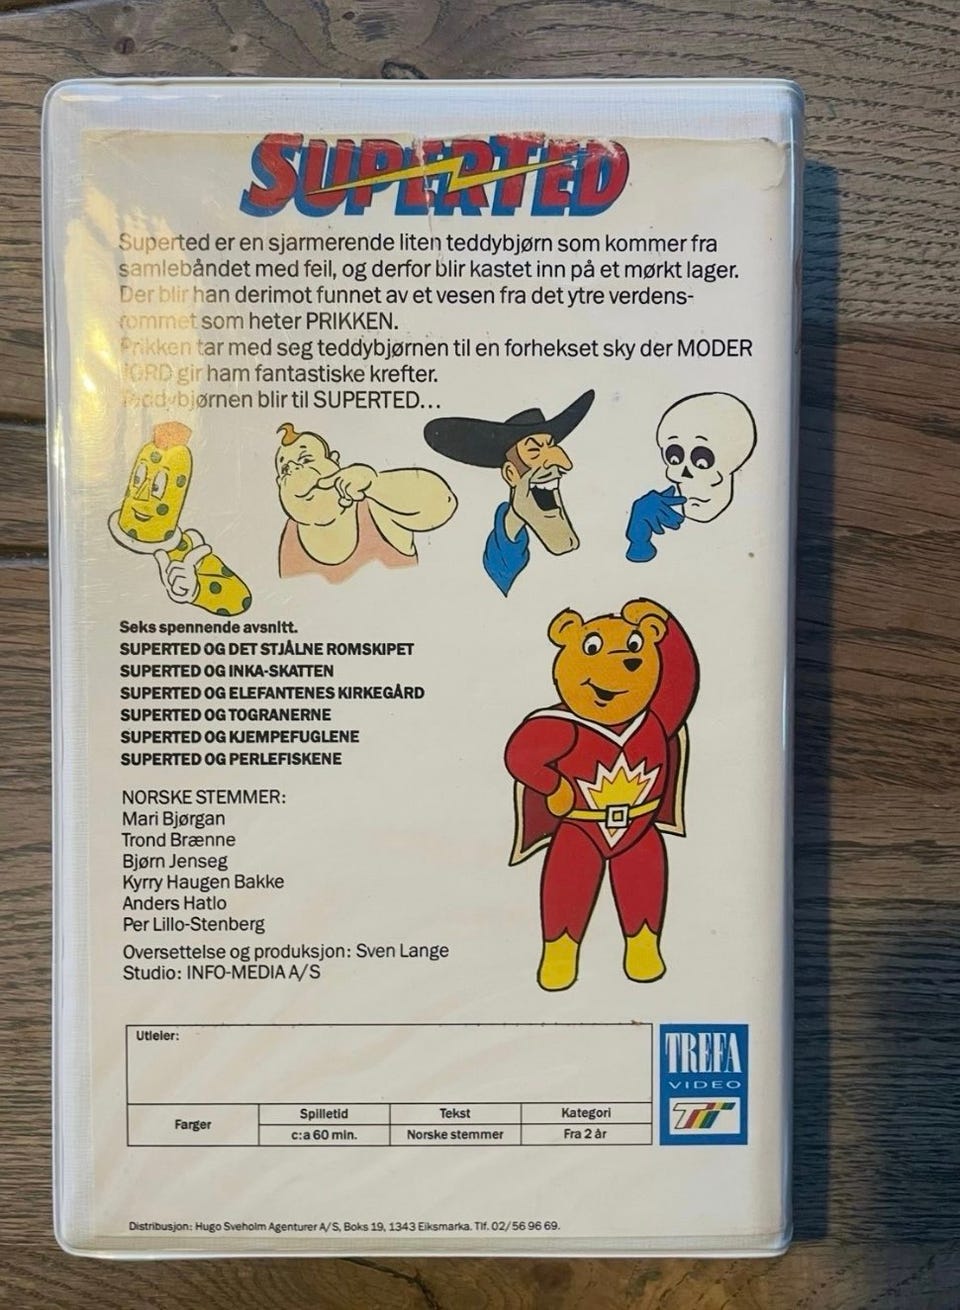 SUPERTED
Superted er en sjarmerende liten teddybjørn som kommer fra
samlebåndet med feil, og derfor blir kastet inn på et mørkt lager.
Der blir han derimot funnet av et vesen fra det ytre verdens-
rommet som heter PRIKKEN.
Prikken tar med seg teddybjørnen til en forhekset sky der MODER
JORD gir ham fantastiske krefter.
Teddybjørnen blir til SUPERTED...
Seks spennende avsnitt.
SUPERTED OG DET STJÅLNE ROMSKIPET
SUPERTED OG INKA-SKATTEN
SUPERTED OG ELEFANTENES KIRKEGÅRD
SUPERTED OG TOGRANERNE
SUPERTED OG KJEMPEFUGLENE
SUPERTED OG PERLEFISKENE
NORSKE STEMMER:
Mari Bjørgan
Trond Brænne
Bjørn Jenseg
Kyrry Haugen Bakke
Anders Hatlo
Per Lillo-Stenberg
Oversettelse og produksjon: Sven Lange
Studio: INFO-MEDIA A/S
Utleier:
Farger
Spilletid
c:a 60 min.
Tekst
Norske stemmer
Kategori
Fra 2 år
TREFA
VIDEO
Distribusjon: Hugo Sveholm Agenturer A/S, Boks 19, 1343 Eiksmarka. Tlf. 02/56 96 69.